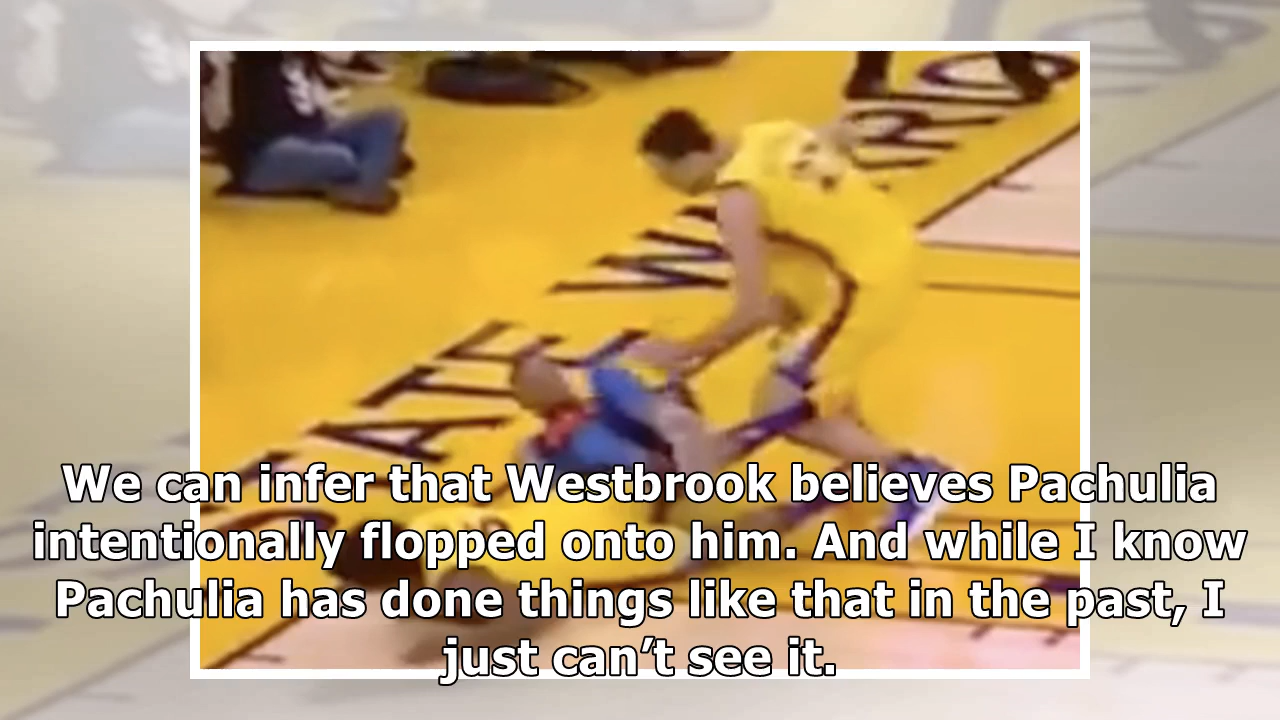 We can infer that Westbrook believes Pachulia
intentionally flopped onto him. And while I know
Pachulia has done things like that in the past, I
just can’t see it.